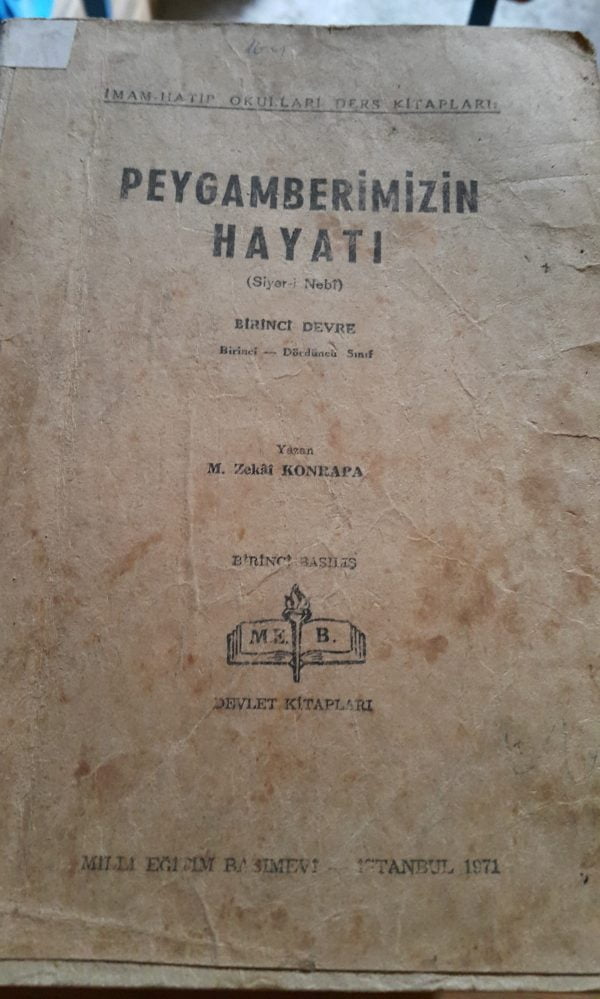 İMAM-HATİP OKULLARI DERS KİTAPLARI:
PEYGAMBERİMİZİN
HAYATI
(Siyer-i Nebî)
BİRİNCİ DEVRE
Birinci — Dördüncü Sınıf
Yazan
M. Zekâi KONRAPA
BİRİNCİ BASILIŞ
M.E. B.
DEVLET KİTAPLARI
MİLLİ EĞİTİM BASIMEVİ — İSTANBUL 1971